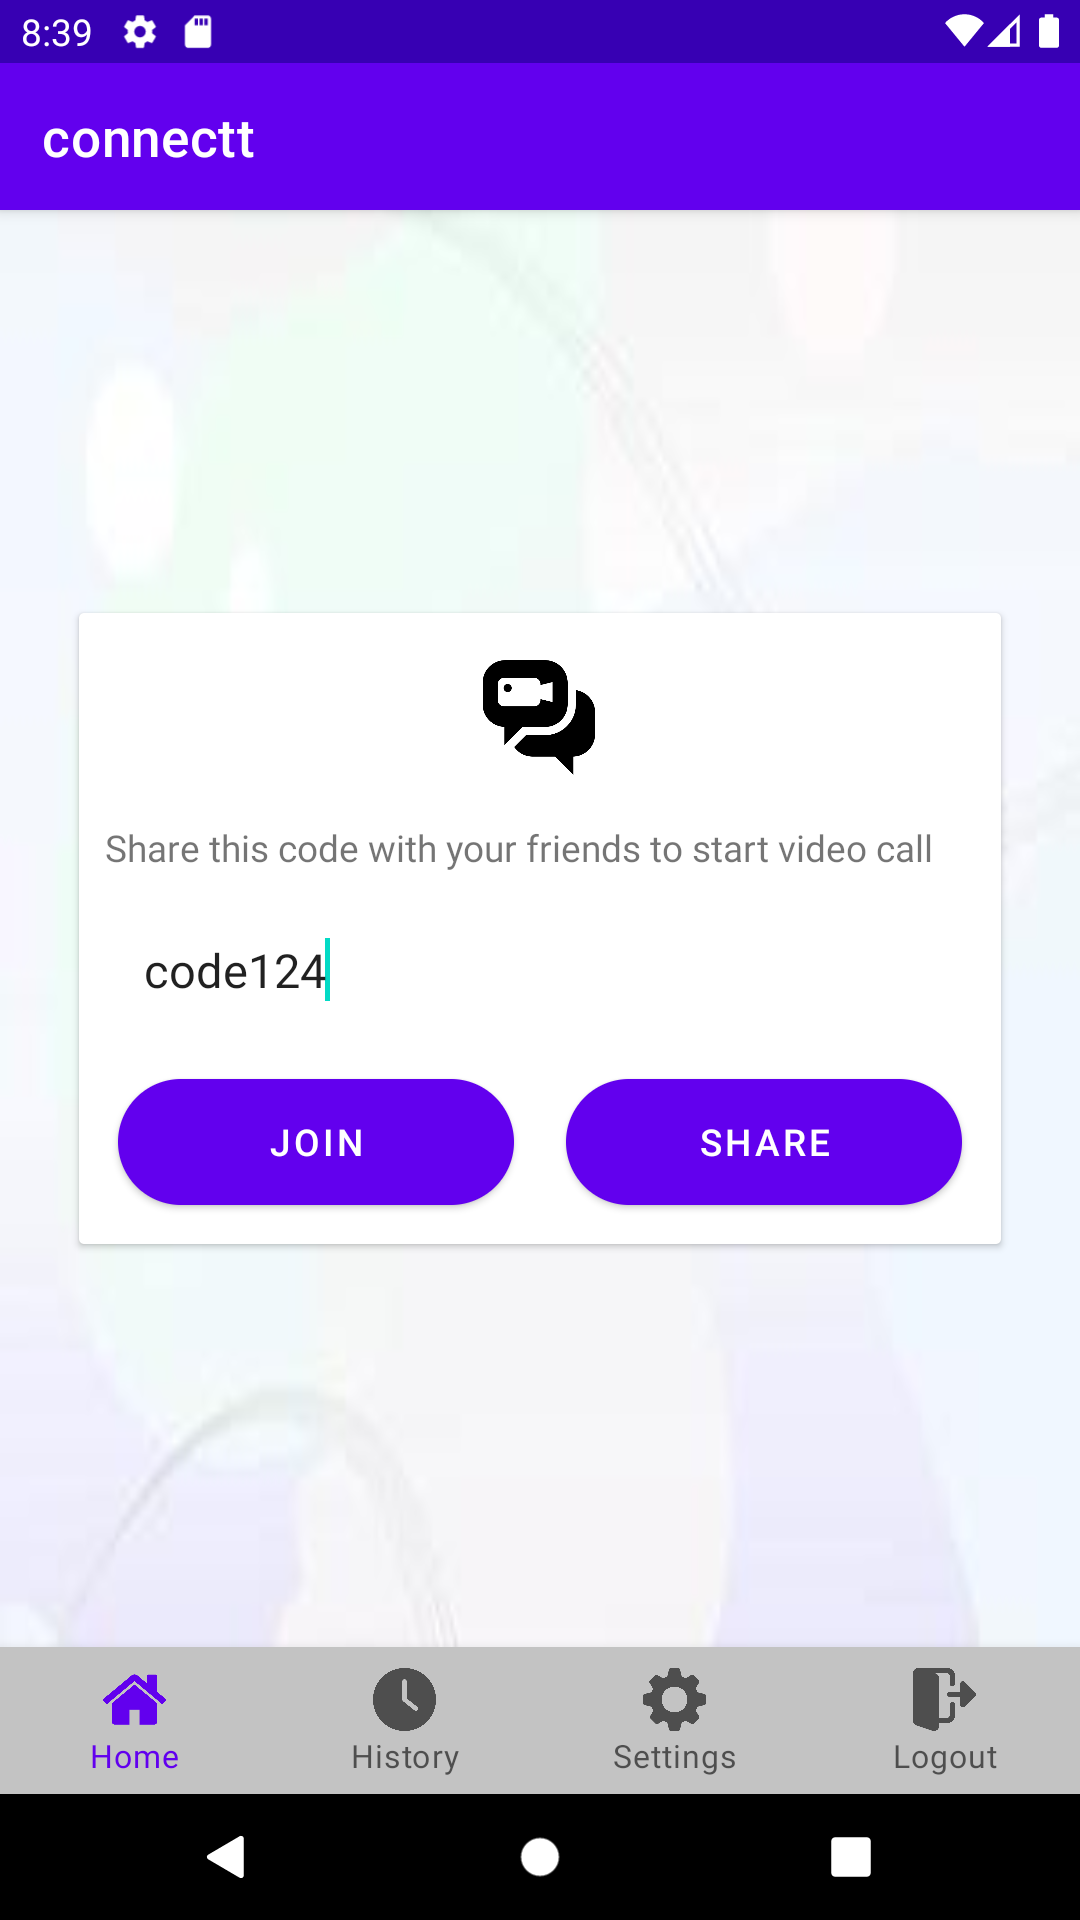 8:39
connectt
Share this code with your friends to start video call
code124
JOIN SHARE
Home History Settings Logout